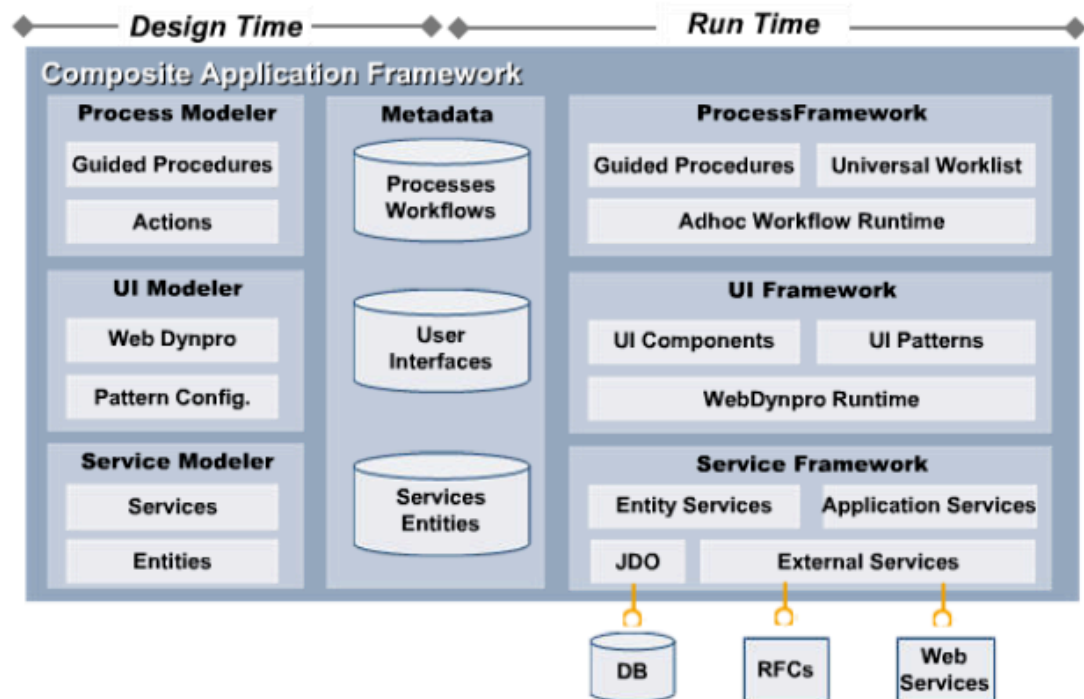 Design Time
Run Time
Composite Application Framework
Process Modeler
Guided Procedures
Actions
UI Modeler
Web Dynpro
Pattern Config.
Service Modeler
Services
Entities
Metadata
Processes
Workflows
User
Interfaces
Services
Entities
ProcessFramework
Guided Procedures
Universal Worklist
Adhoc Workflow Runtime
UI Framework
UI Components
UI Patterns
WebDynpro Runtime
Service Framework
Entity Services
Application Services
JDO
External Services
DB
RFCs
Web
Services